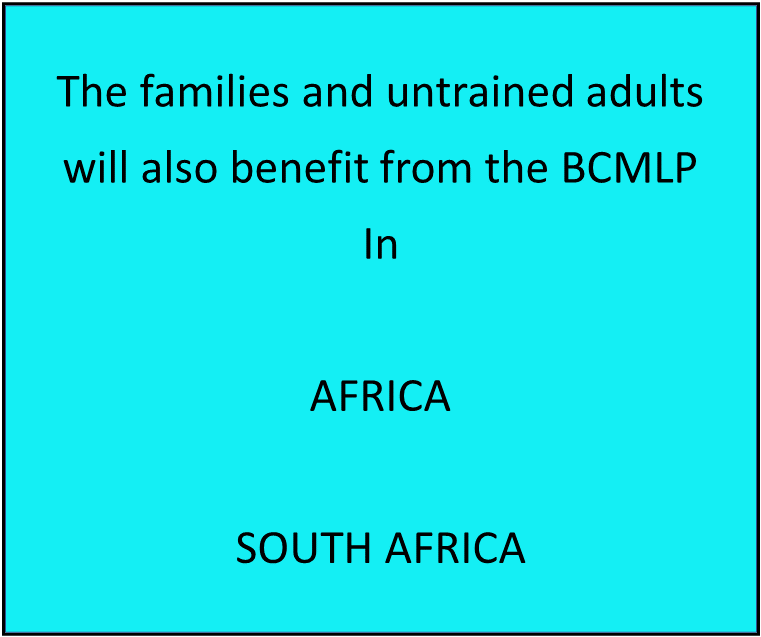 The families and untrained adults
will also benefit from the BCMLP
In
AFRICA
SOUTH AFRICA